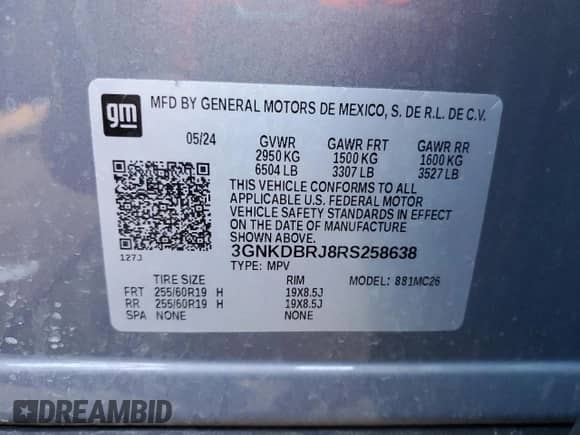 gm
MFD BY GENERAL MOTORS DE MEXICO, S. DE R.L. DE C.V.
05/24 GVWR GAWR FRT GAWR RR
2950 KG 1500 KG 1600 KG
6504 LB 3307 LB 3527 LB
THIS VEHICLE CONFORMS TO ALL
APPLICABLE U.S. FEDERAL MOTOR
VEHICLE SAFETY STANDARDS IN EFFECT
ON THE DATE OF MANUFACTURE
SHOWN ABOVE.
3GNKDBRJ8RS258638
127J TYPE: MPV
TIRE SIZE RIM MODEL: 881MC26
FRT 255/60R19 H 19X8.5J
RR 255/60R19 H 19X8.5J
SPA NONE NONE
DREAMBID